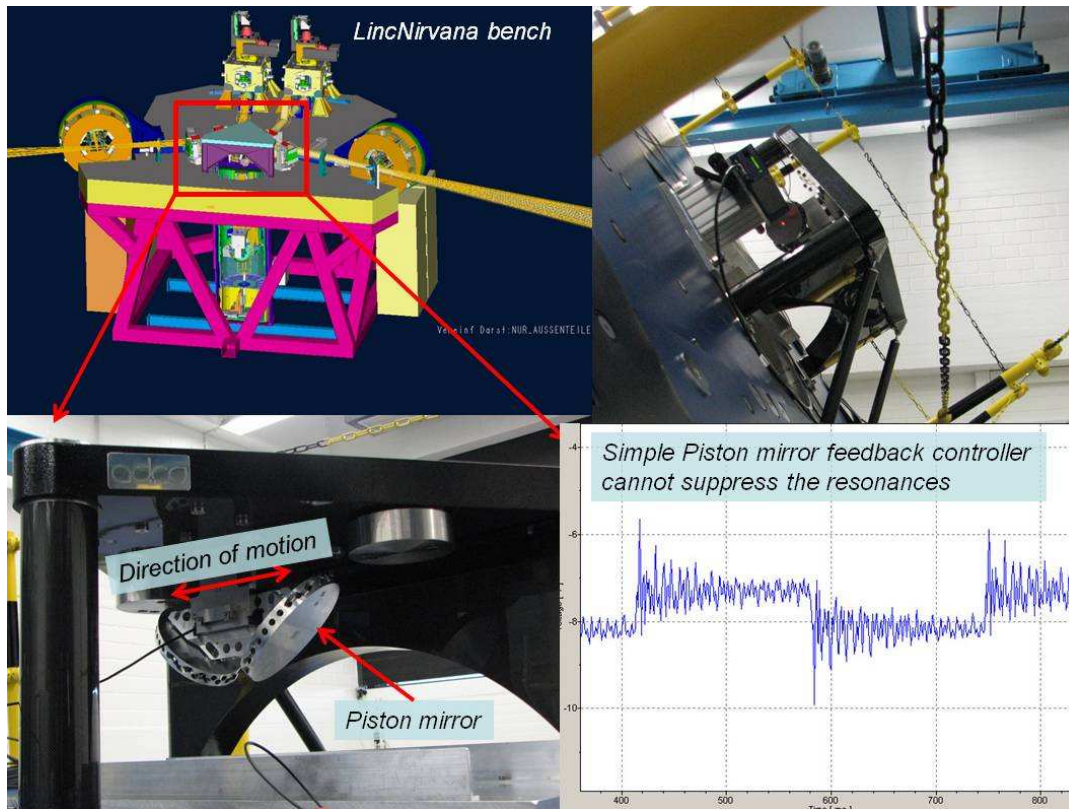 LincNirvana bench
Vereinf Darst:NUR_AUSSENTEILE
Direction of motion
Piston mirror
Simple Piston mirror feedback controller
cannot suppress the resonances
-4
-6
-8
-10
400
500
600
700
800